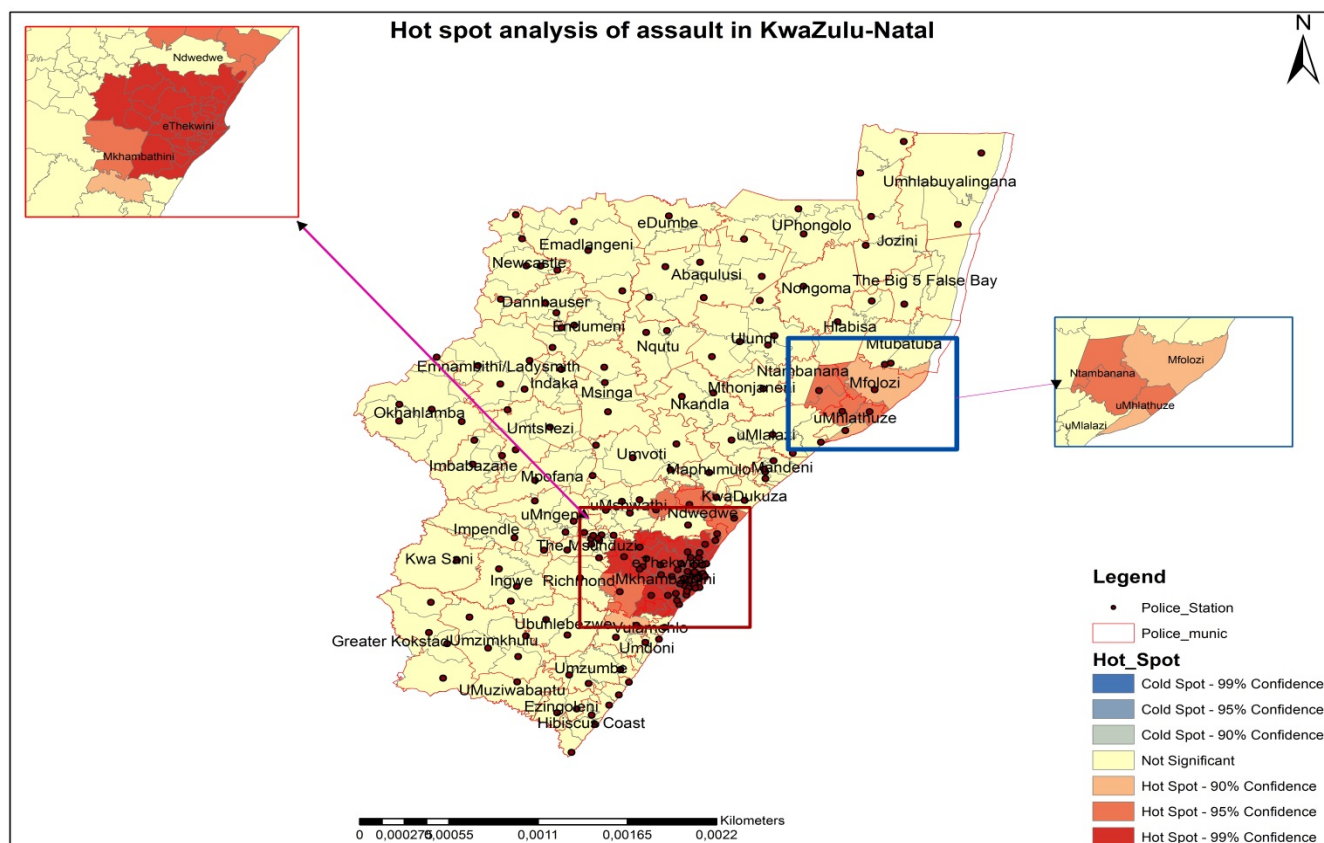 Hot spot analysis of assault in KwaZulu-Natal
N
Ndwedwe
eThekwini
Mkhambathini
Umhlabuyalingana
eDumbe
UPhongolo
Emadlangeni
Jozini
Newcastle
Abaqulusi
Nongoma
The Big 5 False Bay
Dannhauser
Endumeni
Hlabisa
Nqutu
Ulundi
Mtubatuba
Emnambithi/Ladysmith
Indaka
Ntambanana
Mthonjaneni
Mfolozi
Msinga
Nkandla
Okhahlamba
uMhlathuze
Umtshezi
uMlalazi
Umvoti
Imbabazane
Maphumulo
Mandeni
Mpofana
KwaDukuza
uMshwathi
Ndwedwe
uMngeni
Impendle
The Msunduzi
Kwa Sani
Ingwe
Richmond
Ubuhlebezwe
Vulamehlo
Greater Kokstad
Umzimkhulu
Umdoni
Umzumbe
UMuziwabantu
Ezingoleni
Hibiscus Coast
Mfolozi
Ntambanana
uMhlathuze
uMlalazi
Legend
Police_Station
Police_munic
Hot_Spot
Cold Spot - 99% Confidence
Cold Spot - 95% Confidence
Cold Spot - 90% Confidence
Not Significant
Hot Spot - 90% Confidence
Hot Spot - 95% Confidence
Hot Spot - 99% Confidence
Kilometers
0 0,0011 0,00165 0,0022